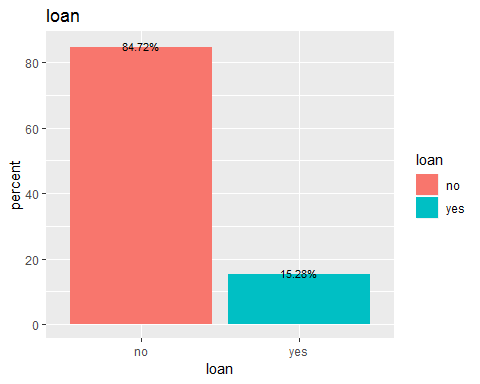 loan
84.72%
80
60
percent
40
20
15.28%
0
no
yes
loan
loan
no
yes